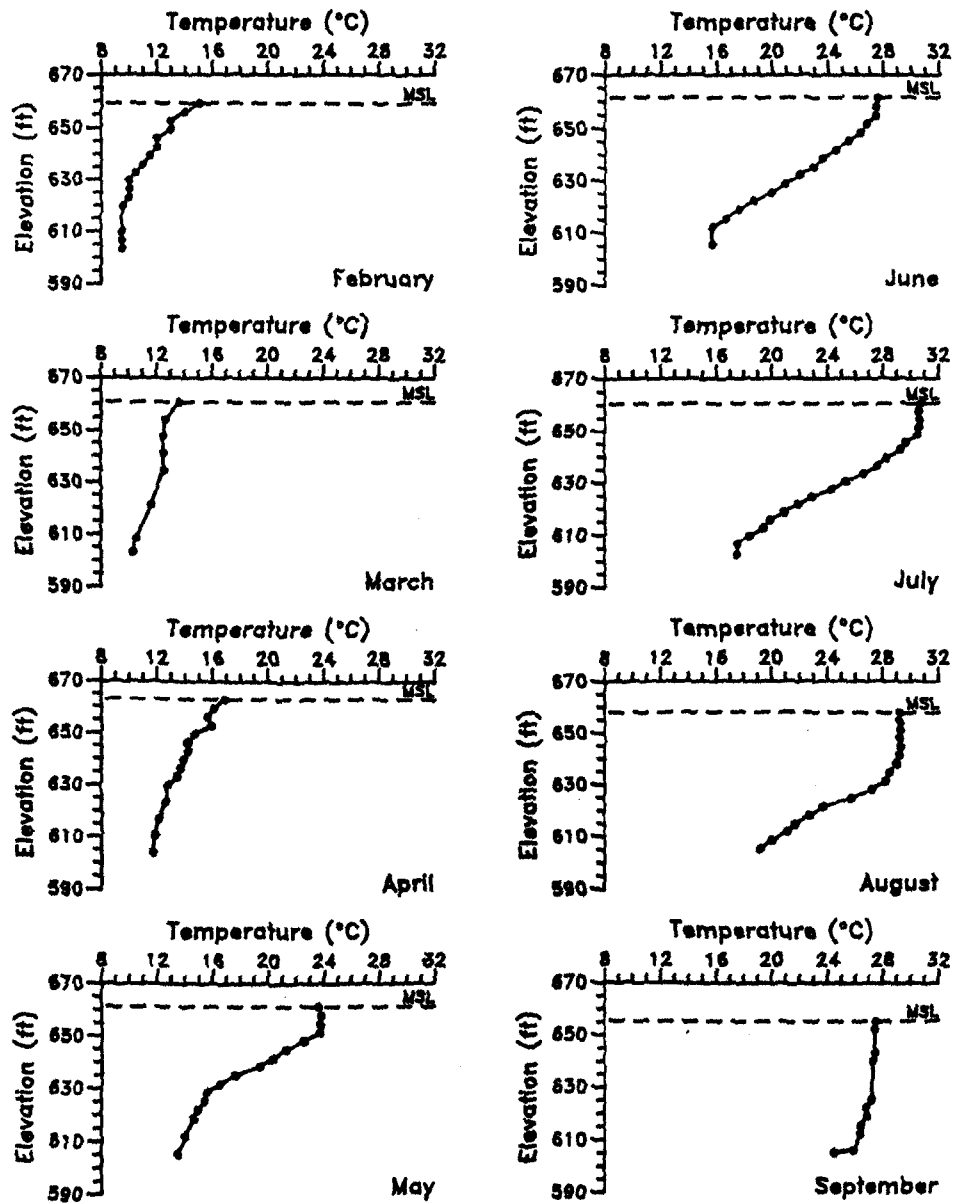 Temperature (°C)
8 12 16 20 24 28 32
670
650
630
610
590
Elevation (ft)
MSL
February
Temperature (°C)
8 12 16 20 24 28 32
670
650
630
610
590
Elevation (ft)
MSL
June
Temperature (°C)
8 12 16 20 24 28 32
670
650
630
610
590
Elevation (ft)
MSL
March
Temperature (°C)
8 12 16 20 24 28 32
670
650
630
610
590
Elevation (ft)
MSL
July
Temperature (°C)
8 12 16 20 24 28 32
670
650
630
610
590
Elevation (ft)
MSL
April
Temperature (°C)
8 12 16 20 24 28 32
670
650
630
610
590
Elevation (ft)
MSL
August
Temperature (°C)
8 12 16 20 24 28 32
670
650
630
610
590
Elevation (ft)
MSL
May
Temperature (°C)
8 12 16 20 24 28 32
670
650
630
610
590
Elevation (ft)
MSL
September